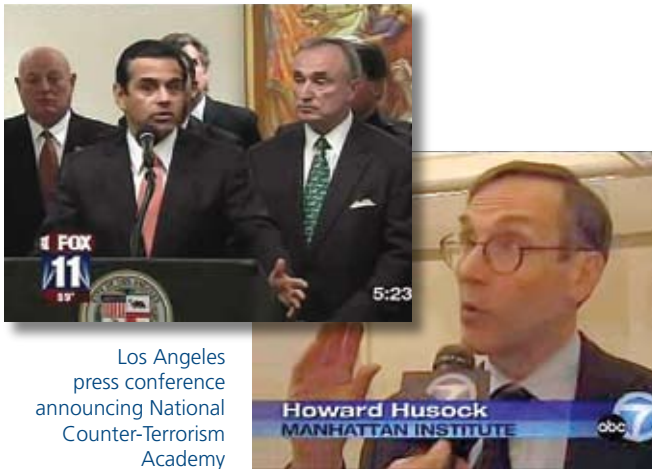 FOX
11
59°
5:23
Los Angeles
press conference
announcing National
Counter-Terrorism
Academy
7
Howard Husock
MANHATTAN INSTITUTE
abc 7